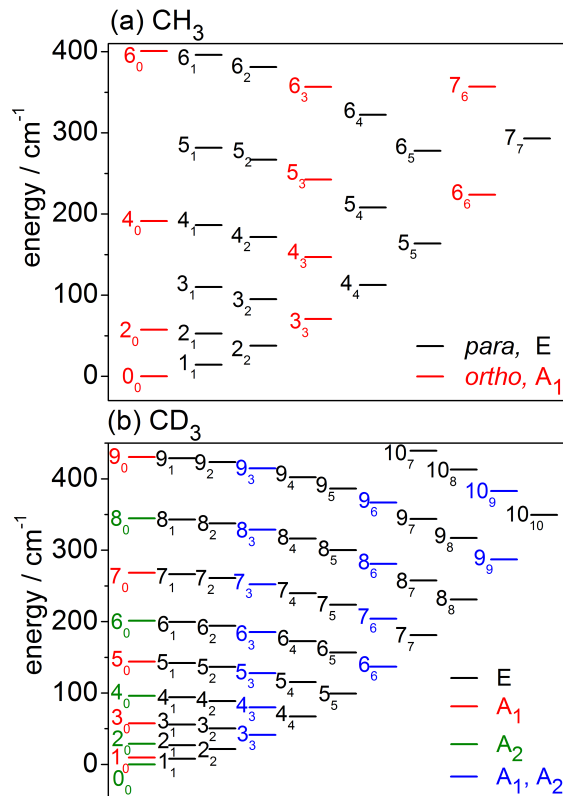 (a) CH₃
400
6₀ 6₁ 6₂ 6₃ 7₆
300
6₄ 6₅ 7₇
5₁ 5₂ 5₃
200
4₀ 4₁ 4₂ 4₃ 5₄ 5₅ 6₆
100
3₁ 3₂ 3₃ 4₄
2₀ 2₁ 2₂
0
0₀ 1₁
energy / cm⁻¹
para, E
ortho, A₁
(b) CD₃
400
9₀ 9₁ 9₂ 9₃ 9₄ 9₅ 9₆ 10₇ 10₈ 10₉ 10₁₀
300
8₀ 8₁ 8₂ 8₃ 8₄ 8₅ 8₆ 9₇ 9₈ 9₉
7₀ 7₁ 7₂ 7₃ 7₄ 7₅ 7₆ 8₇ 8₈
200
6₀ 6₁ 6₂ 6₃ 6₄ 6₅ 6₆ 7₇
5₀ 5₁ 5₂ 5₃ 5₄ 5₅
100
4₀ 4₁ 4₂ 4₃ 4₄
3₀ 3₁ 3₂ 3₃
2₀ 2₁ 2₂
1₀ 1₁
0
0₀
energy / cm⁻¹
E
A₁
A₂
A₁, A₂